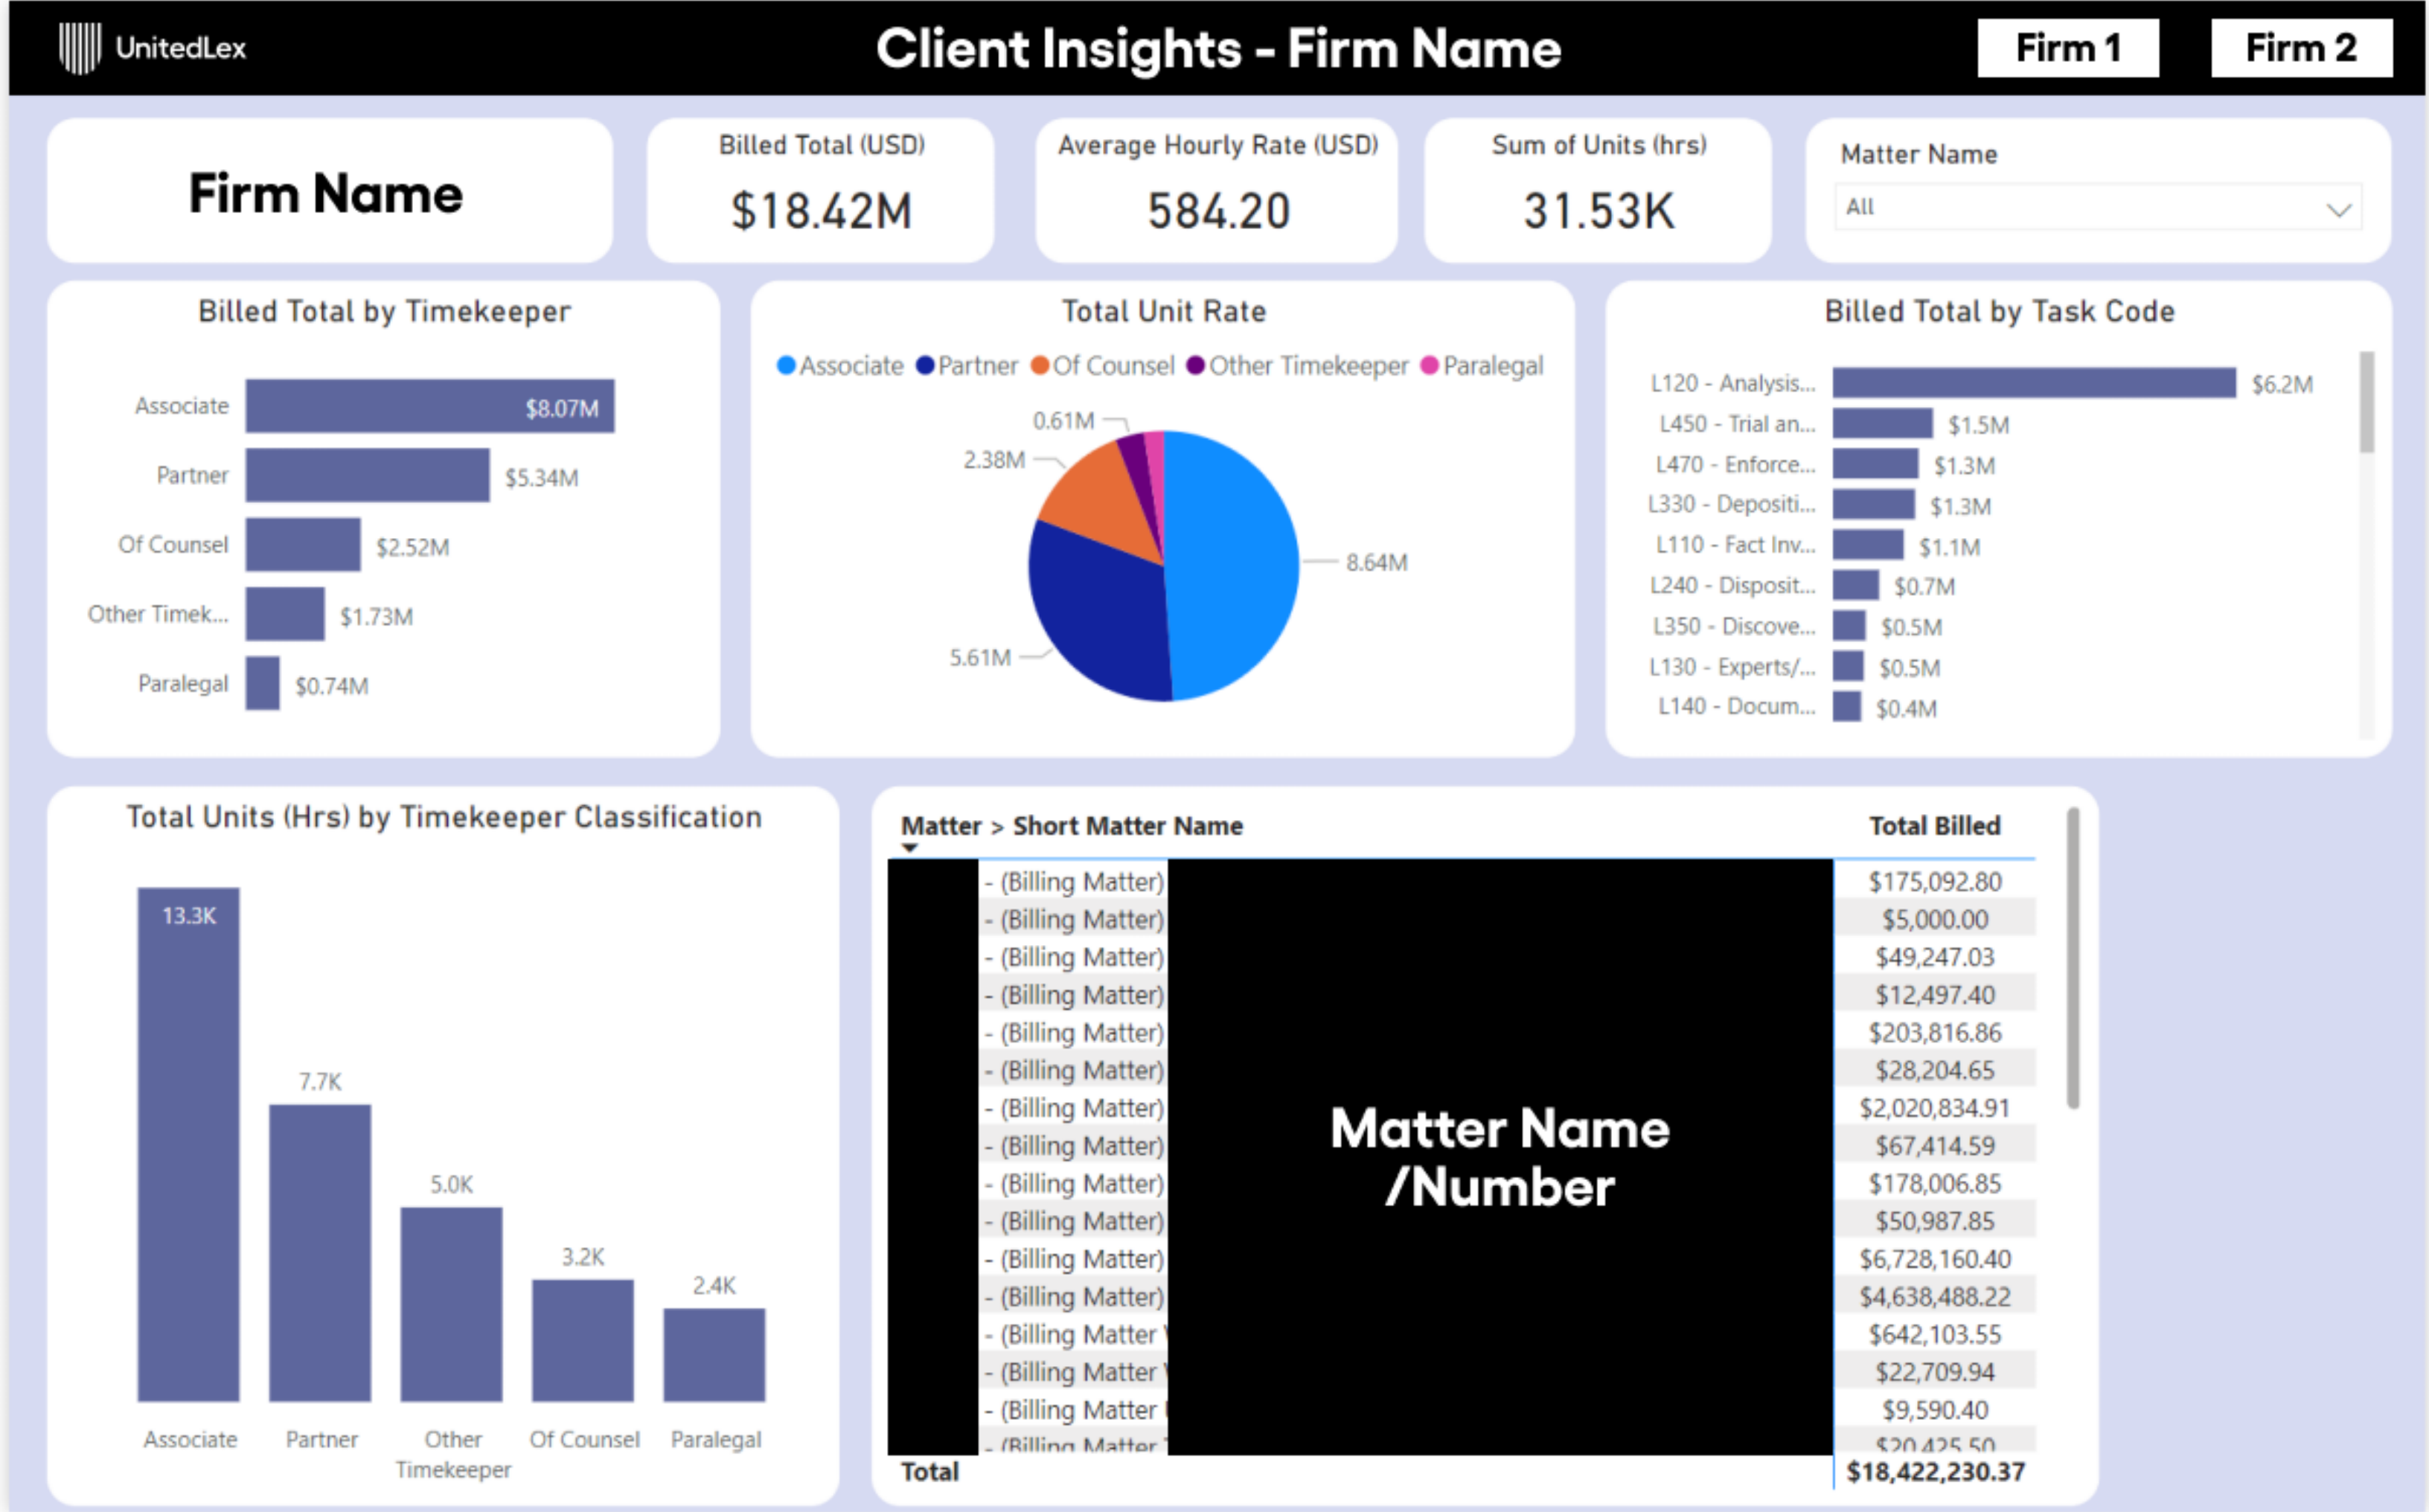 UnitedLex
Client Insights - Firm Name
Firm 1
Firm 2
Firm Name
Billed Total (USD)
$18.42M
Average Hourly Rate (USD)
584.20
Sum of Units (hrs)
31.53K
Matter Name
All
Billed Total by Timekeeper
Associate $8.07M
Partner $5.34M
Of Counsel $2.52M
Other Timek... $1.73M
Paralegal $0.74M
Total Unit Rate
Associate Partner Of Counsel Other Timekeeper Paralegal
0.61M
2.38M
8.64M
5.61M
Billed Total by Task Code
L120 - Analysis... $6.2M
L450 - Trial an... $1.5M
L470 - Enforce... $1.3M
L330 - Depositi... $1.3M
L110 - Fact Inv... $1.1M
L240 - Disposit... $0.7M
L350 - Discove... $0.5M
L130 - Experts/... $0.5M
L140 - Docum... $0.4M
Total Units (Hrs) by Timekeeper Classification
13.3K
7.7K
5.0K
3.2K
2.4K
Associate
Partner
Other
Timekeeper
Of Counsel
Paralegal
Matter > Short Matter Name Total Billed
- (Billing Matter) $175,092.80
- (Billing Matter) $5,000.00
- (Billing Matter) $49,247.03
- (Billing Matter) $12,497.40
- (Billing Matter) $203,816.86
- (Billing Matter) $28,204.65
- (Billing Matter) $2,020,834.91
- (Billing Matter) $67,414.59
- (Billing Matter) $178,006.85
- (Billing Matter) $50,987.85
- (Billing Matter) $6,728,160.40
- (Billing Matter) $4,638,488.22
- (Billing Matter $642,103.55
- (Billing Matter $22,709.94
- (Billing Matter $9,590.40
- (Billing Matter $20,425.50
Matter Name
/Number
Total $18,422,230.37